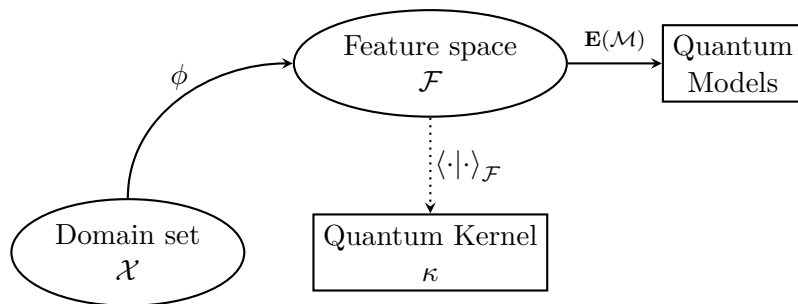 Feature space
ℱ
E(ℳ)
Quantum
Models
ϕ
⟨·|·⟩ℱ
Domain set
𝒳
Quantum Kernel
κ